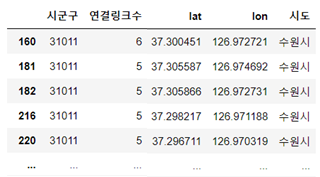 시군구 연결링크수 lat lon 시도
160 31011 6 37.300451 126.972721 수원시
181 31011 5 37.305587 126.974692 수원시
182 31011 5 37.305866 126.972731 수원시
216 31011 5 37.298217 126.971188 수원시
220 31011 5 37.296711 126.970319 수원시
... ... ... ... ... ...